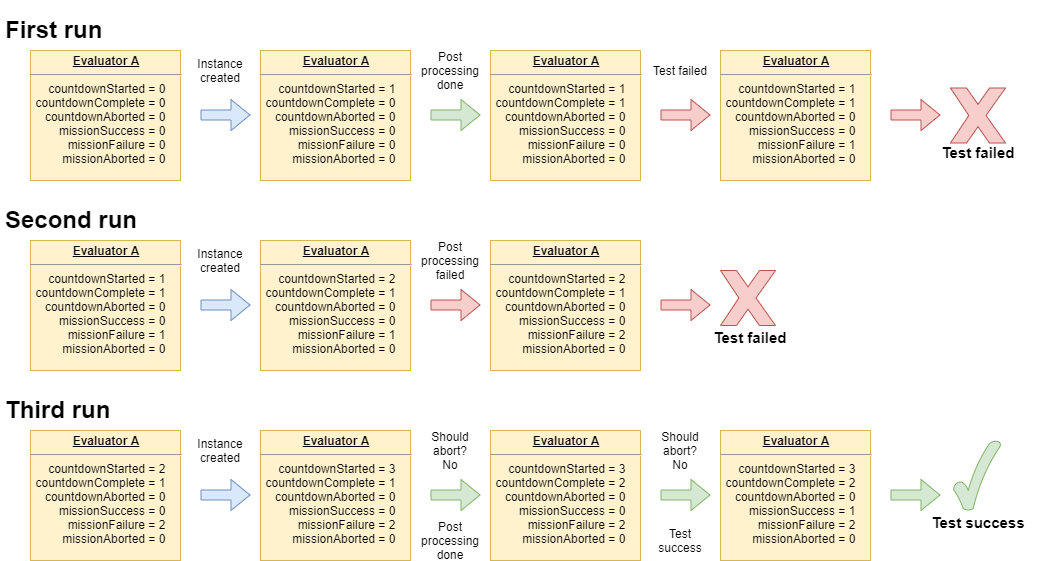 First run
Evaluator A
countdownStarted = 0
countdownComplete = 0
countdownAborted = 0
missionSuccess = 0
missionFailure = 0
missionAborted = 0
Instance
created
Evaluator A
countdownStarted = 1
countdownComplete = 0
countdownAborted = 0
missionSuccess = 0
missionFailure = 0
missionAborted = 0
Post
processing
done
Evaluator A
countdownStarted = 1
countdownComplete = 1
countdownAborted = 0
missionSuccess = 0
missionFailure = 0
missionAborted = 0
Test failed
Evaluator A
countdownStarted = 1
countdownComplete = 1
countdownAborted = 0
missionSuccess = 0
missionFailure = 1
missionAborted = 0
Test failed
Second run
Evaluator A
countdownStarted = 1
countdownComplete = 1
countdownAborted = 0
missionSuccess = 0
missionFailure = 1
missionAborted = 0
Instance
created
Evaluator A
countdownStarted = 2
countdownComplete = 1
countdownAborted = 0
missionSuccess = 0
missionFailure = 1
missionAborted = 0
Post
processing
failed
Evaluator A
countdownStarted = 2
countdownComplete = 1
countdownAborted = 0
missionSuccess = 0
missionFailure = 2
missionAborted = 0
Test failed
Third run
Evaluator A
countdownStarted = 2
countdownComplete = 1
countdownAborted = 0
missionSuccess = 0
missionFailure = 2
missionAborted = 0
Instance
created
Evaluator A
countdownStarted = 3
countdownComplete = 1
countdownAborted = 0
missionSuccess = 0
missionFailure = 2
missionAborted = 0
Should
abort?
No
Post
processing
done
Evaluator A
countdownStarted = 3
countdownComplete = 2
countdownAborted = 0
missionSuccess = 0
missionFailure = 2
missionAborted = 0
Should
abort?
No
Test
success
Evaluator A
countdownStarted = 3
countdownComplete = 2
countdownAborted = 0
missionSuccess = 1
missionFailure = 2
missionAborted = 0
Test success